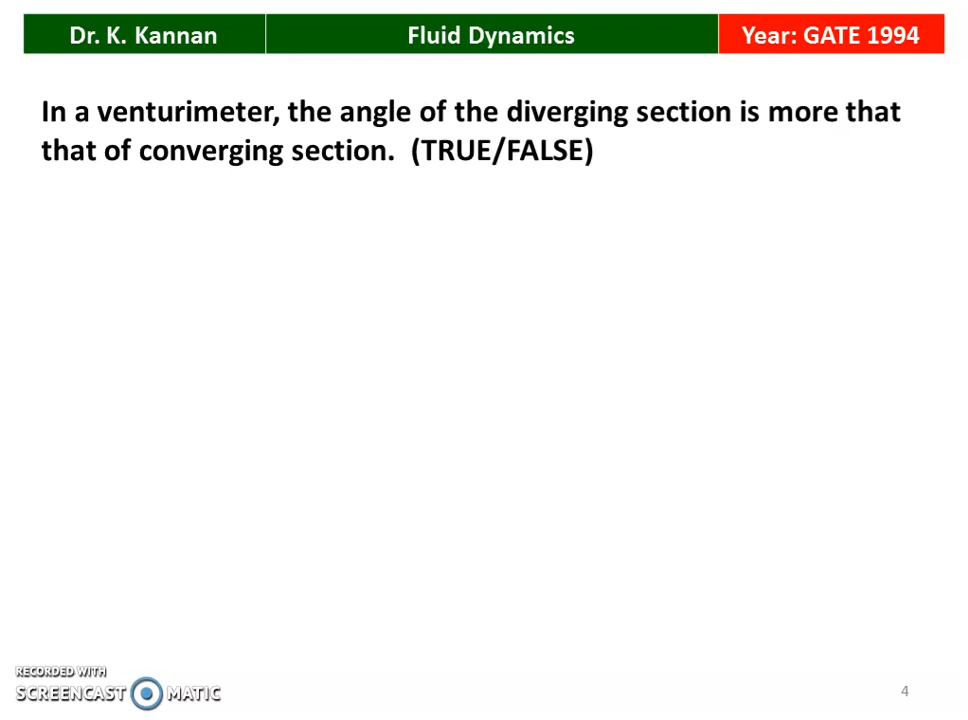 Dr. K. Kannan Fluid Dynamics Year: GATE 1994
In a venturimeter, the angle of the diverging section is more that
that of converging section. (TRUE/FALSE)
RECORDED WITH
SCREENCAST MATIC
4